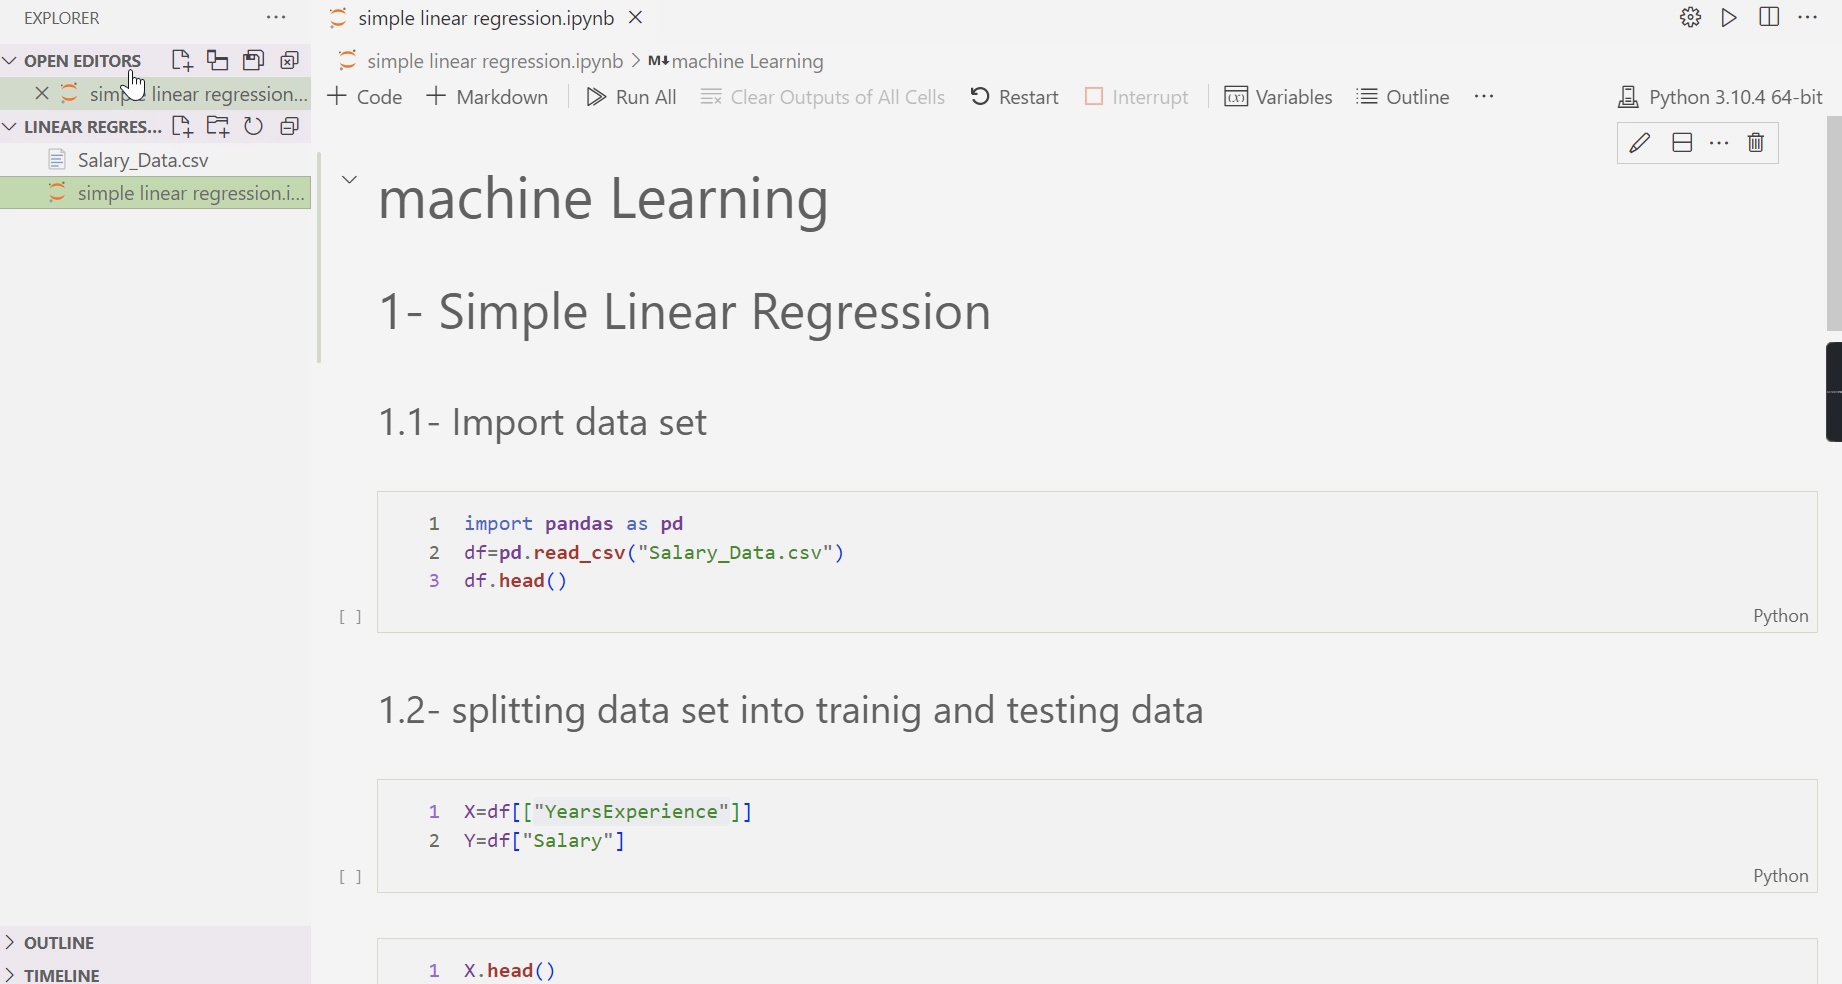 EXPLORER
OPEN EDITORS
linear regression...
LINEAR REGRES...
Salary_Data.csv
simple linear regression.i...
OUTLINE
TIMELINE
simple linear regression.ipynb
simple linear regression.ipynb > M↓ machine Learning
+ Code + Markdown Run All Clear Outputs of All Cells Restart Interrupt Variables Outline ... Python 3.10.4 64-bit
machine Learning
1- Simple Linear Regression
1.1- Import data set
1 import pandas as pd
2 df=pd.read_csv("Salary_Data.csv")
3 df.head()
[ ]
Python
1.2- splitting data set into trainig and testing data
1 X=df[["YearsExperience"]]
2 Y=df["Salary"]
[ ]
Python
1 X.head()